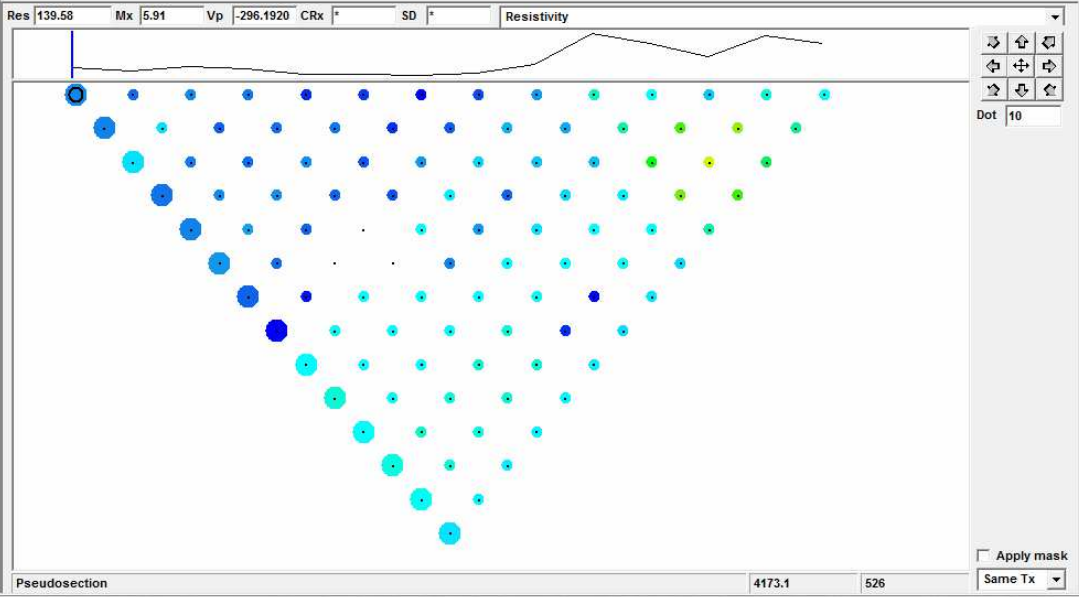 Res 139.58 Mx 5.91 Vp -296.1920 CRx * SD * Resistivity
Dot 10
Apply mask
Pseudosection 4173.1 526 Same Tx